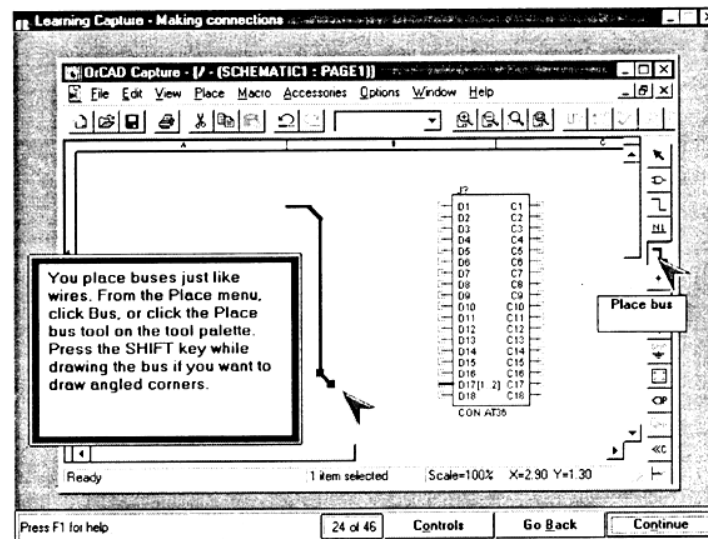 Learning Capture - Making connections
OrCAD Capture - [/ - (SCHEMATIC1 : PAGE1)]
File Edit View Place Macro Accessories Options Window Help
A B C
J?
D1 C1
D2 C2
D3 C3
D4 C4
D5 C5
D6 C6
D7 C7
D8 C8
D9 C9
D10 C10
D11 C11
D12 C12
D13 C13
D14 C14
D15 C15
D16 C16
D17[1..2] C17
D18 C18
CON AT36
N1
Place bus
You place buses just like
wires. From the Place menu,
click Bus, or click the Place
bus tool on the tool palette.
Press the SHIFT key while
drawing the bus if you want to
draw angled corners.
«C
Ready 1 item selected Scale=100% X=2.90 Y=1.30
Press F1 for help 24 of 46 Controls Go Back Continue